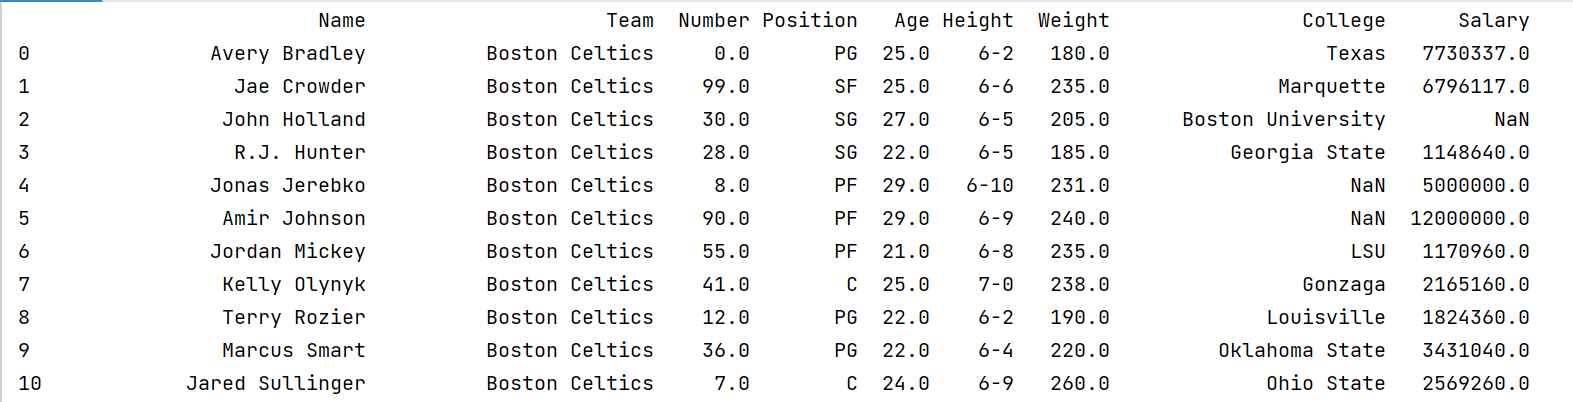 Name Team Number Position Age Height Weight College Salary
0 Avery Bradley Boston Celtics 0.0 PG 25.0 6-2 180.0 Texas 7730337.0
1 Jae Crowder Boston Celtics 99.0 SF 25.0 6-6 235.0 Marquette 6796117.0
2 John Holland Boston Celtics 30.0 SG 27.0 6-5 205.0 Boston University NaN
3 R.J. Hunter Boston Celtics 28.0 SG 22.0 6-5 185.0 Georgia State 1148640.0
4 Jonas Jerebko Boston Celtics 8.0 PF 29.0 6-10 231.0 NaN 5000000.0
5 Amir Johnson Boston Celtics 90.0 PF 29.0 6-9 240.0 NaN 12000000.0
6 Jordan Mickey Boston Celtics 55.0 PF 21.0 6-8 235.0 LSU 1170960.0
7 Kelly Olynyk Boston Celtics 41.0 C 25.0 7-0 238.0 Gonzaga 2165160.0
8 Terry Rozier Boston Celtics 12.0 PG 22.0 6-2 190.0 Louisville 1824360.0
9 Marcus Smart Boston Celtics 36.0 PG 22.0 6-4 220.0 Oklahoma State 3431040.0
10 Jared Sullinger Boston Celtics 7.0 C 24.0 6-9 260.0 Ohio State 2569260.0